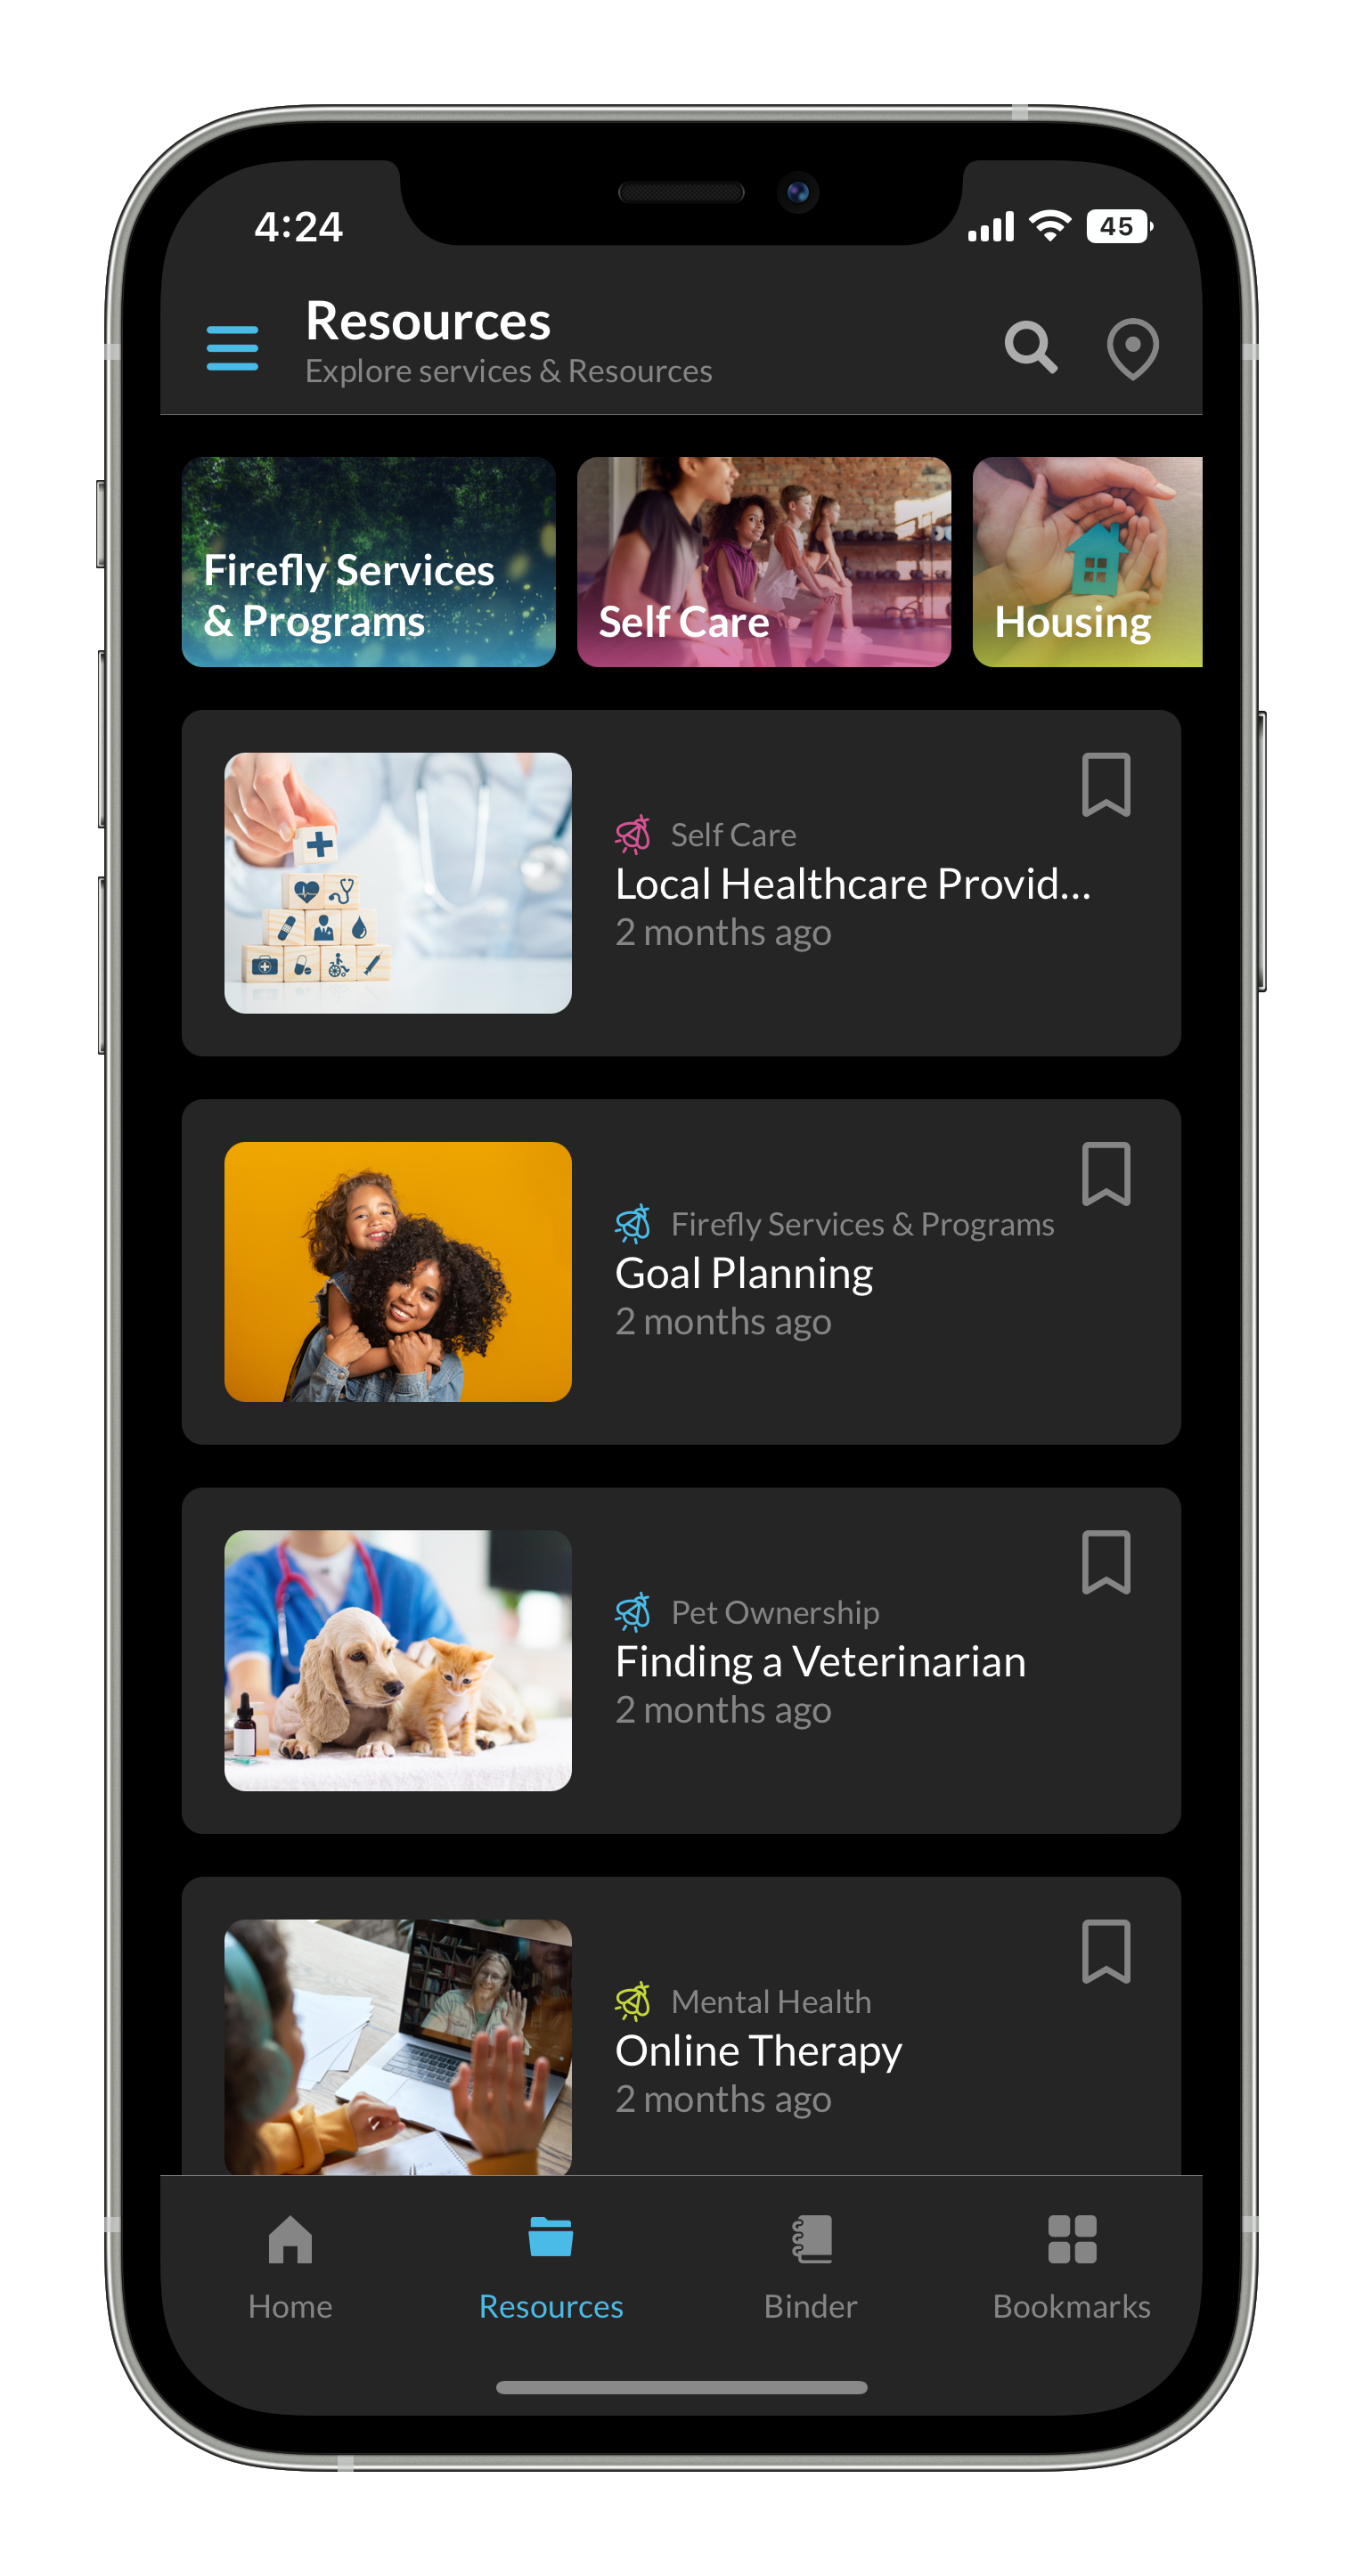 4:24
45
Resources
Explore services & Resources
Firefly Services
& Programs
Self Care
Housing
Self Care
Local Healthcare Provid...
2 months ago
Firefly Services & Programs
Goal Planning
2 months ago
Pet Ownership
Finding a Veterinarian
2 months ago
Mental Health
Online Therapy
2 months ago
Home
Resources
Binder
Bookmarks